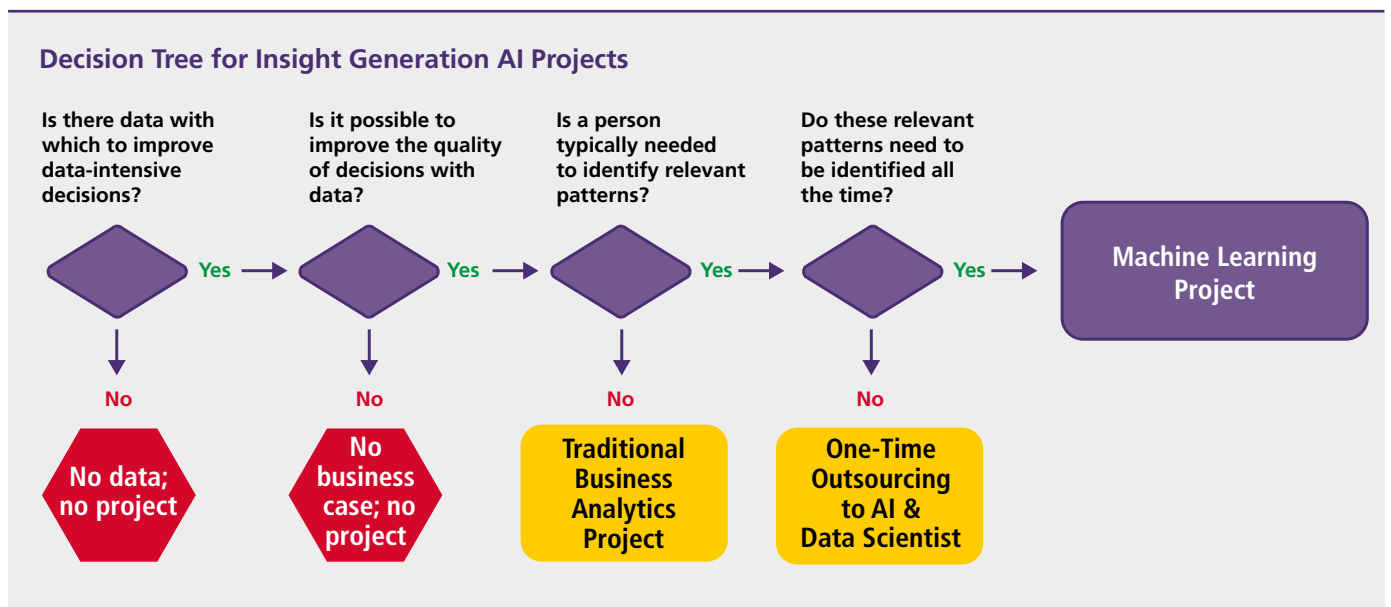 Decision Tree for Insight Generation AI Projects
Is there data with
which to improve
data-intensive
decisions?
Is it possible to
improve the quality
of decisions with
data?
Is a person
typically needed
to identify relevant
patterns?
Do these relevant
patterns need to
be identified all
the time?
Yes
Yes
Yes
Yes
Machine Learning
Project
No
No
No
No
No data;
no project
No
business
case; no
project
Traditional
Business
Analytics
Project
One-Time
Outsourcing
to AI &
Data Scientist